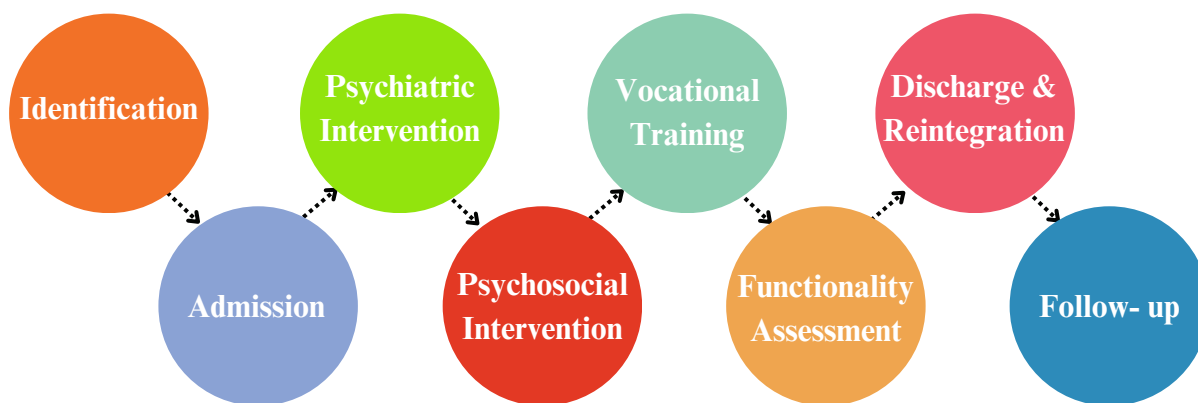 Identification
Admission
Psychiatric
Intervention
Psychosocial
Intervention
Vocational
Training
Functionality
Assessment
Discharge &
Reintegration
Follow- up